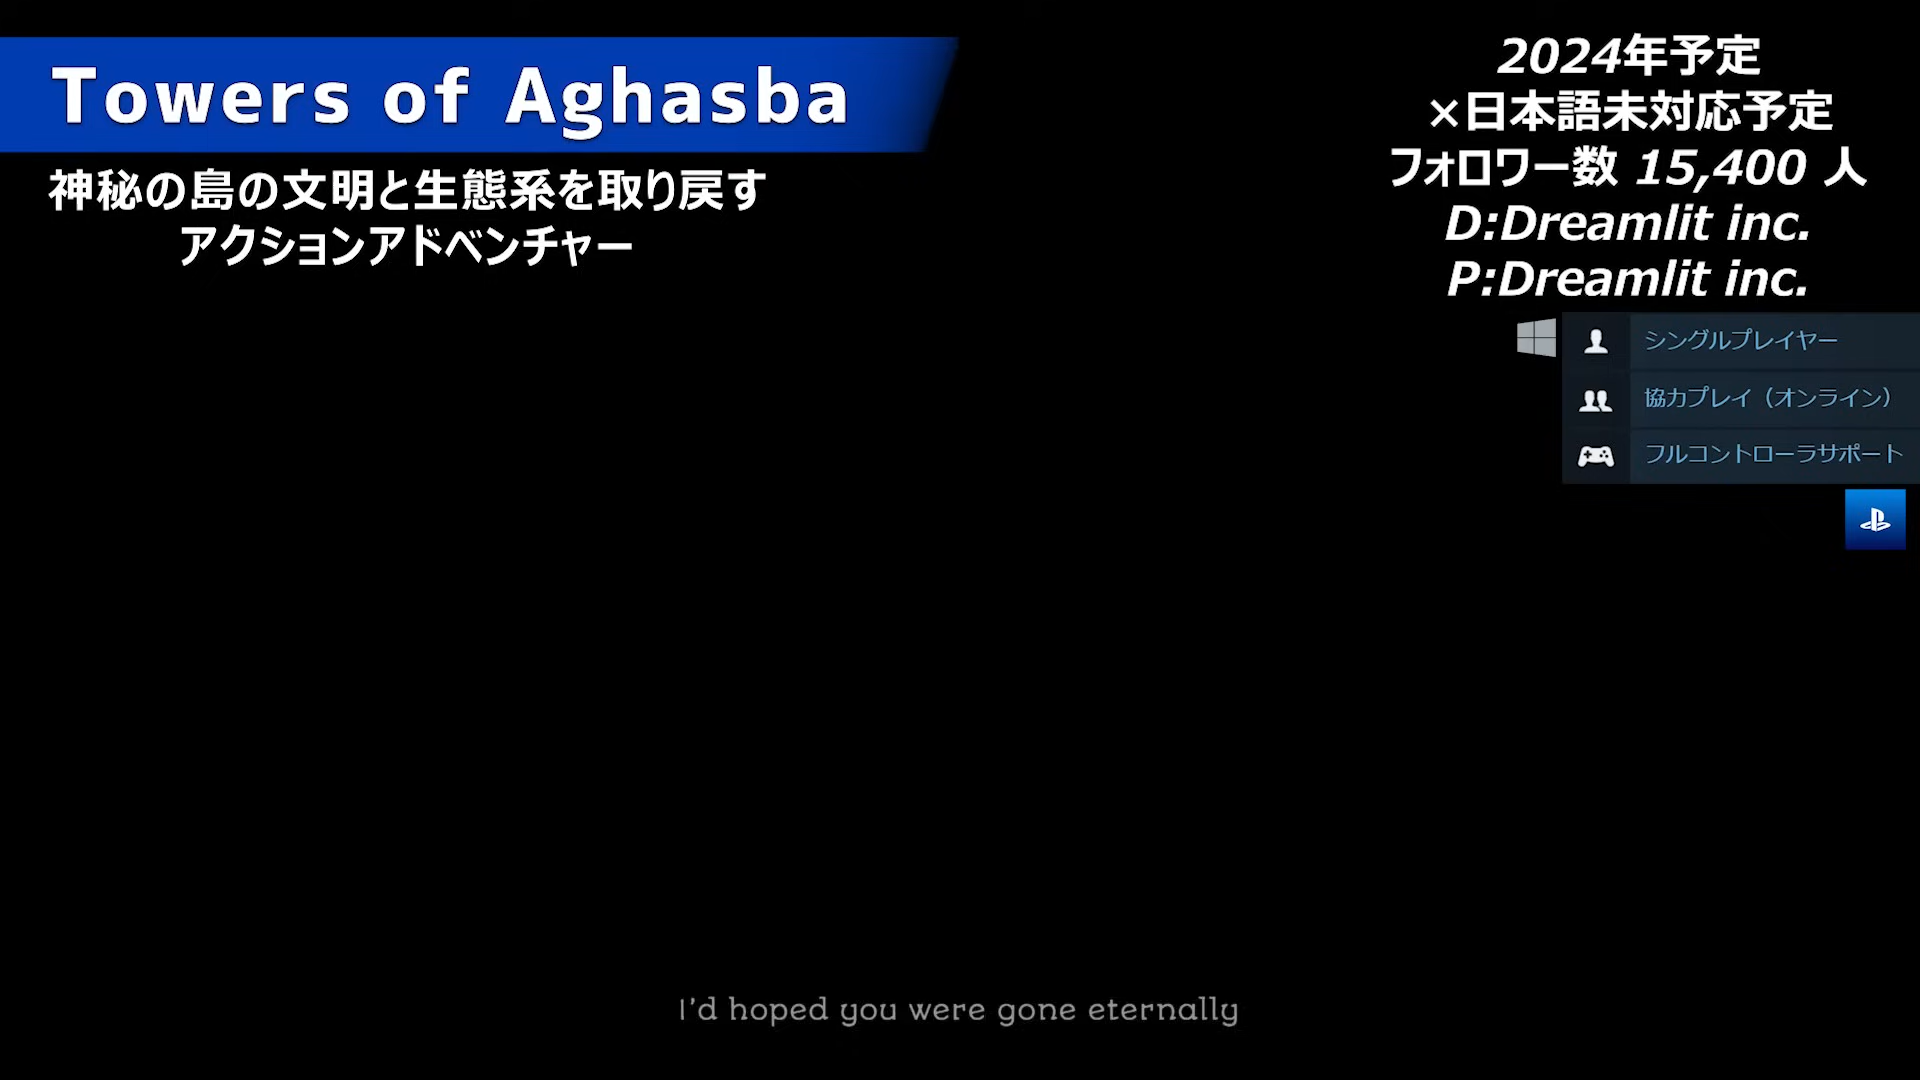 Towers of Aghasba
神秘の島の文明と生態系を取り戻す
アクションアドベンチャー
2024年予定
×日本語未対応予定
フォロワー数 15,400 人
D:Dreamlit inc.
P:Dreamlit inc.
シングルプレイヤー
協力プレイ（オンライン）
フルコントローラサポート
I'd hoped you were gone eternally